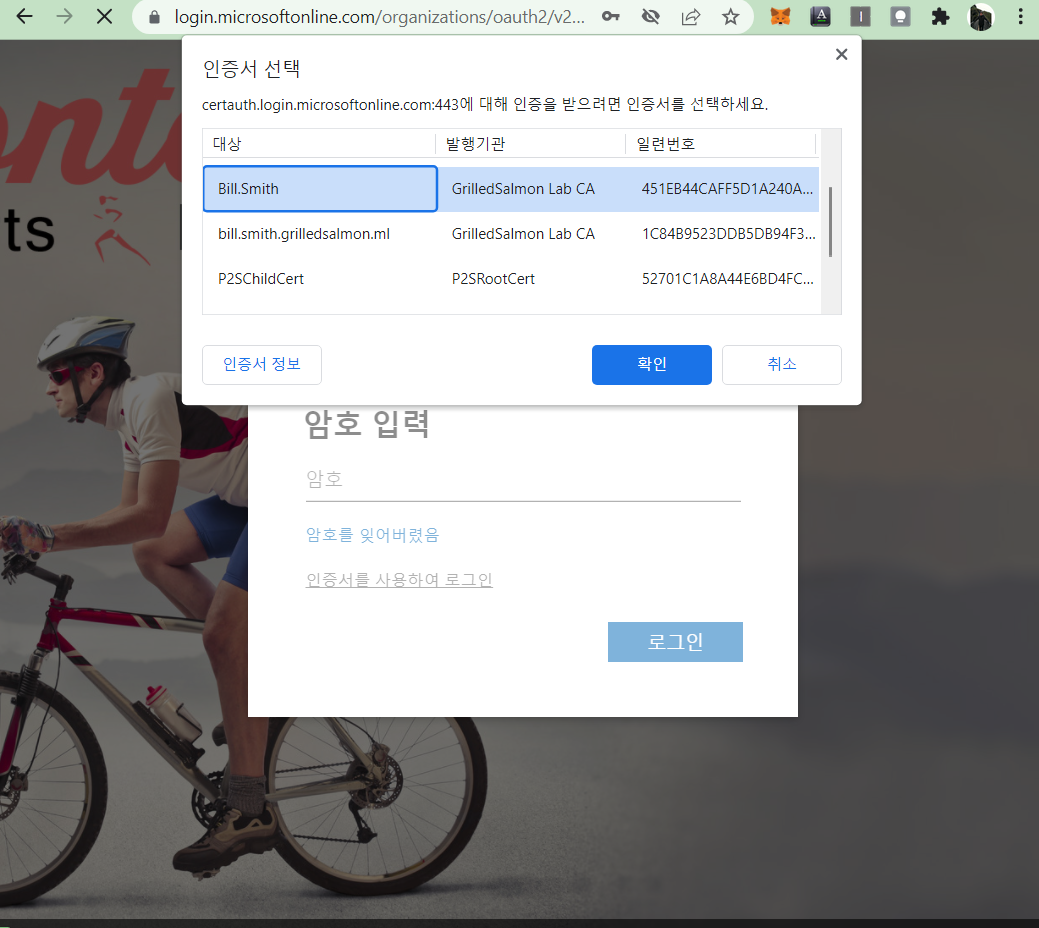 login.microsoftonline.com/organizations/oauth2/v2...
인증서 선택
certauth.login.microsoftonline.com:443에 대해 인증을 받으려면 인증서를 선택하세요.
대상 발행기관 일련번호
Bill.Smith GrilledSalmon Lab CA 451EB44CAFF5D1A240A...
bill.smith.grilledsalmon.ml GrilledSalmon Lab CA 1C84B9523DDB5DB94F3...
P2SChildCert P2SRootCert 52701C1A8A44E6BD4FC...
인증서 정보 확인 취소
암호 입력
암호
암호를 잊어버렸음
인증서를 사용하여 로그인
로그인